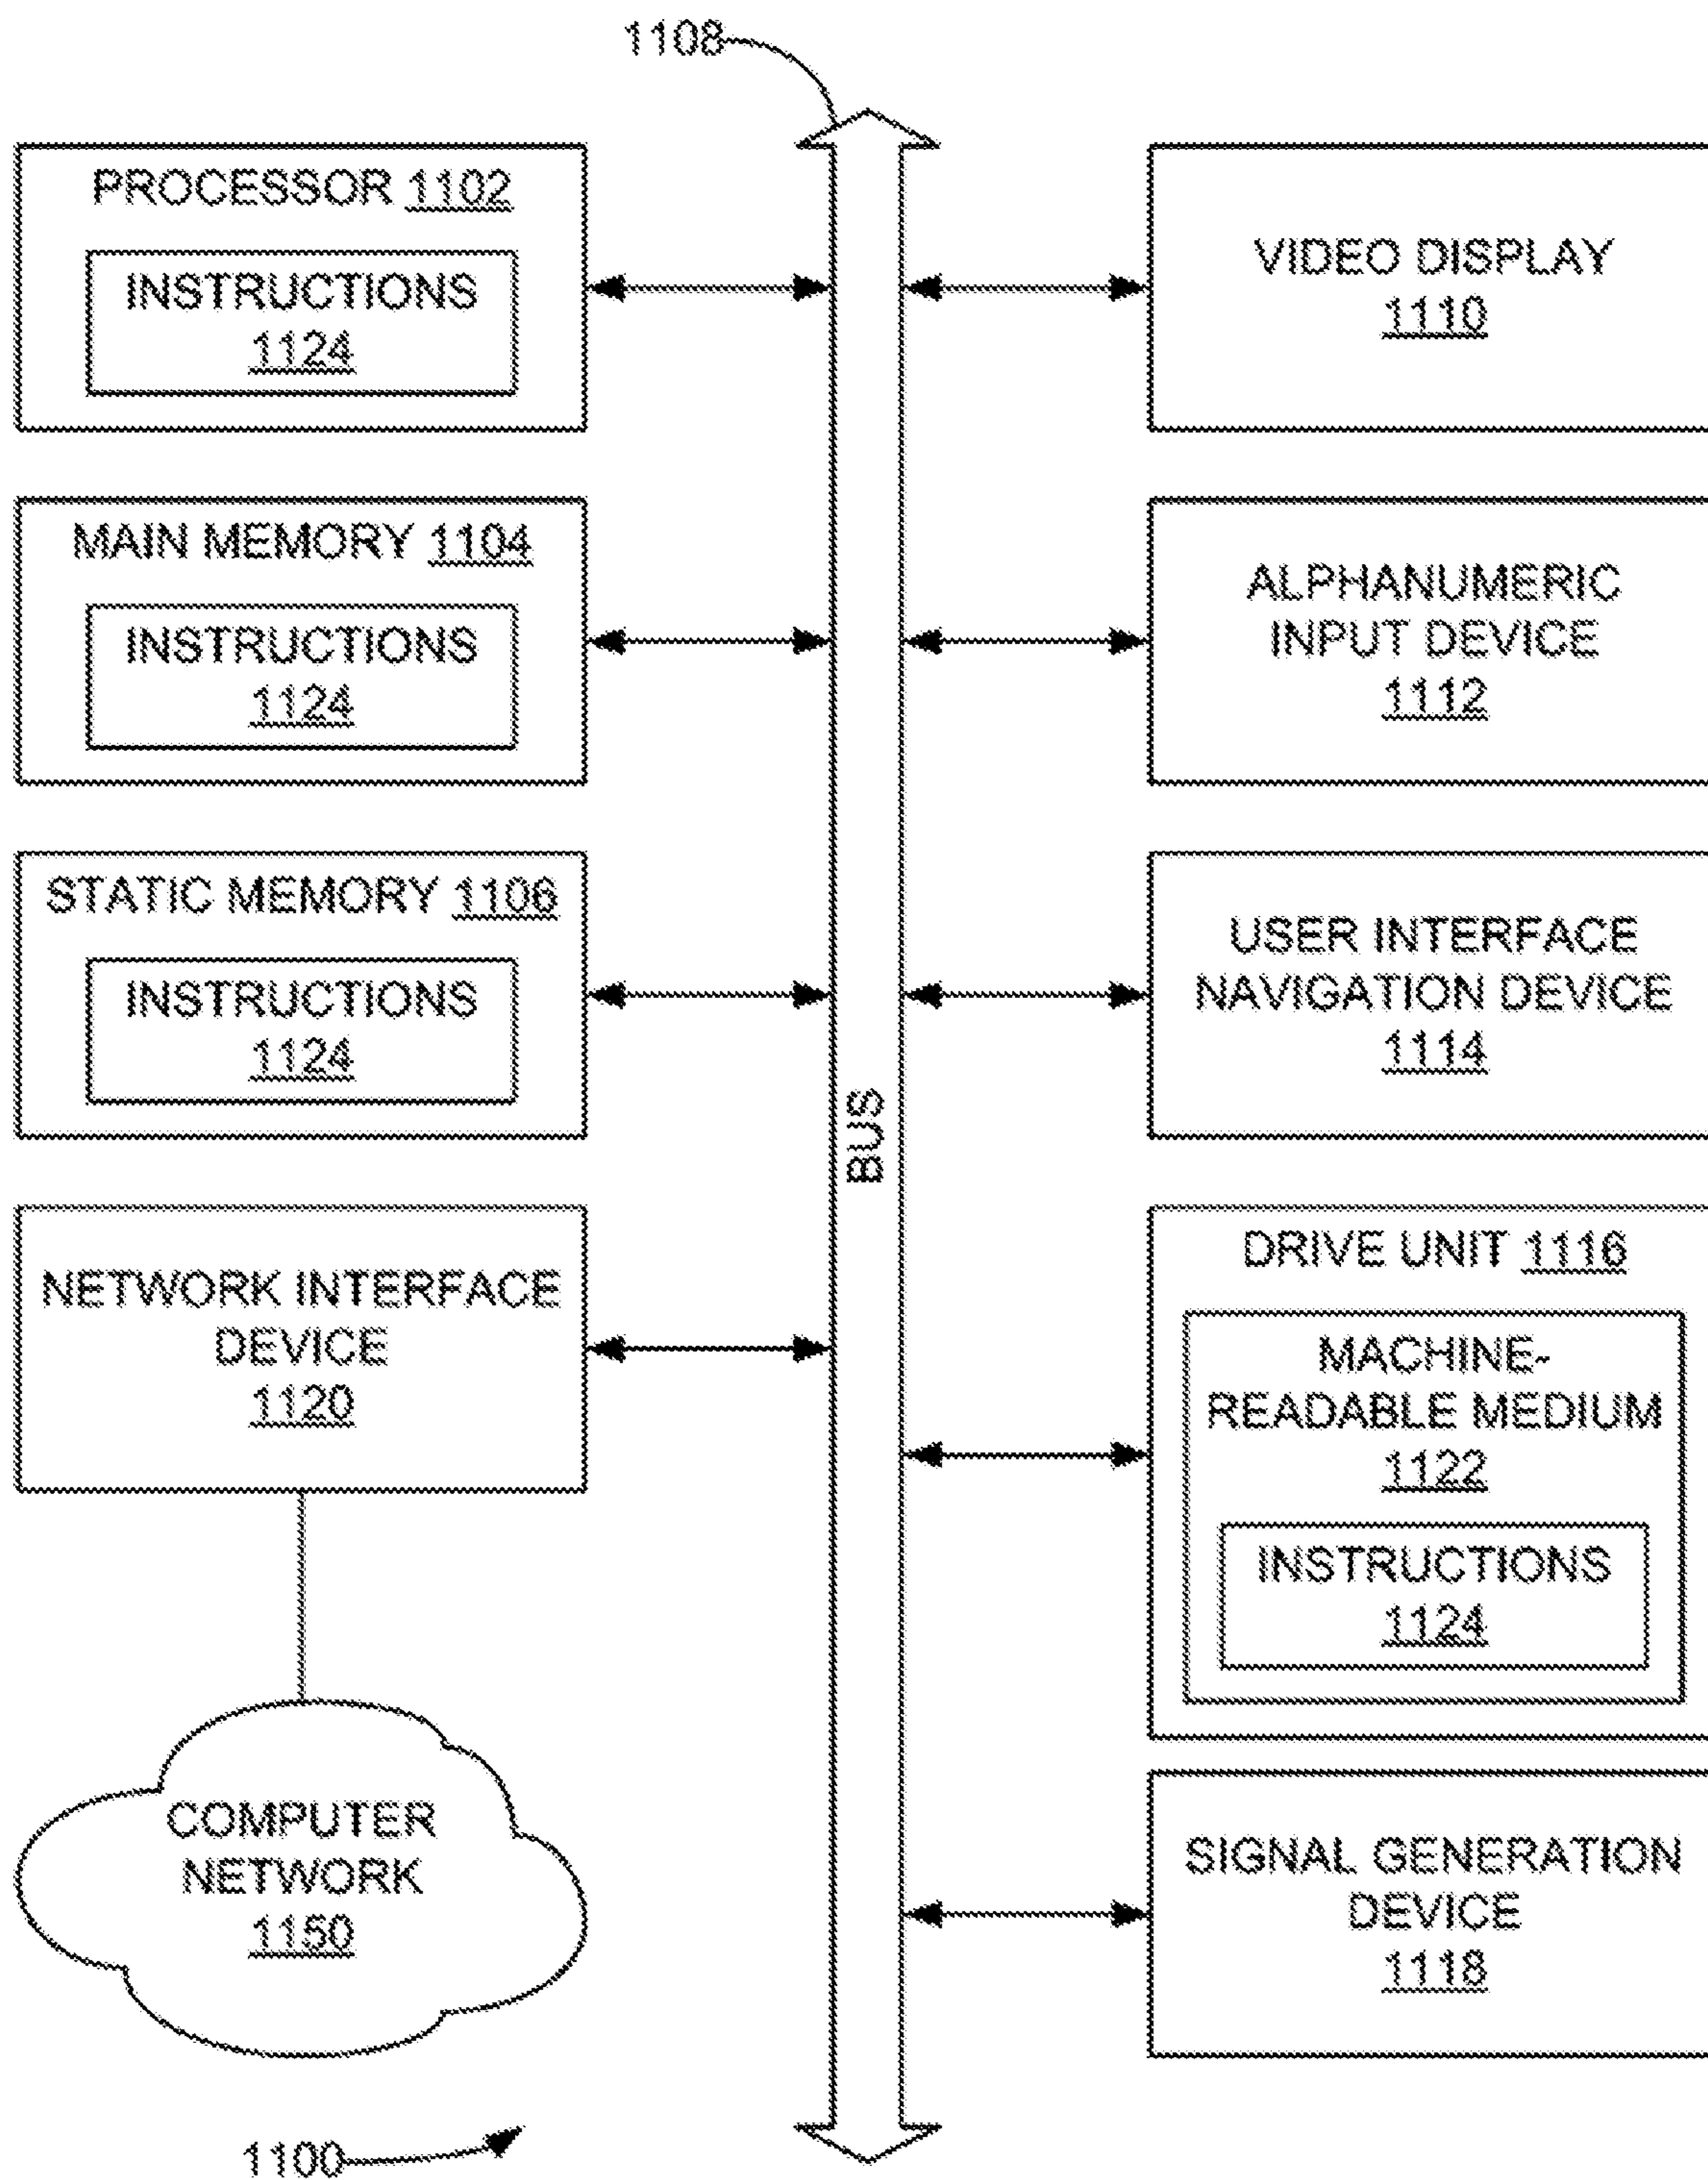 1108
PROCESSOR 1102
INSTRUCTIONS
1124
MAIN MEMORY 1104
INSTRUCTIONS
1124
STATIC MEMORY 1106
INSTRUCTIONS
1124
NETWORK INTERFACE
DEVICE
1120
COMPUTER
NETWORK
1150
1100
BUS
VIDEO DISPLAY
1110
ALPHANUMERIC
INPUT DEVICE
1112
USER INTERFACE
NAVIGATION DEVICE
1114
DRIVE UNIT 1116
MACHINE-
READABLE MEDIUM
1122
INSTRUCTIONS
1124
SIGNAL GENERATION
DEVICE
1118